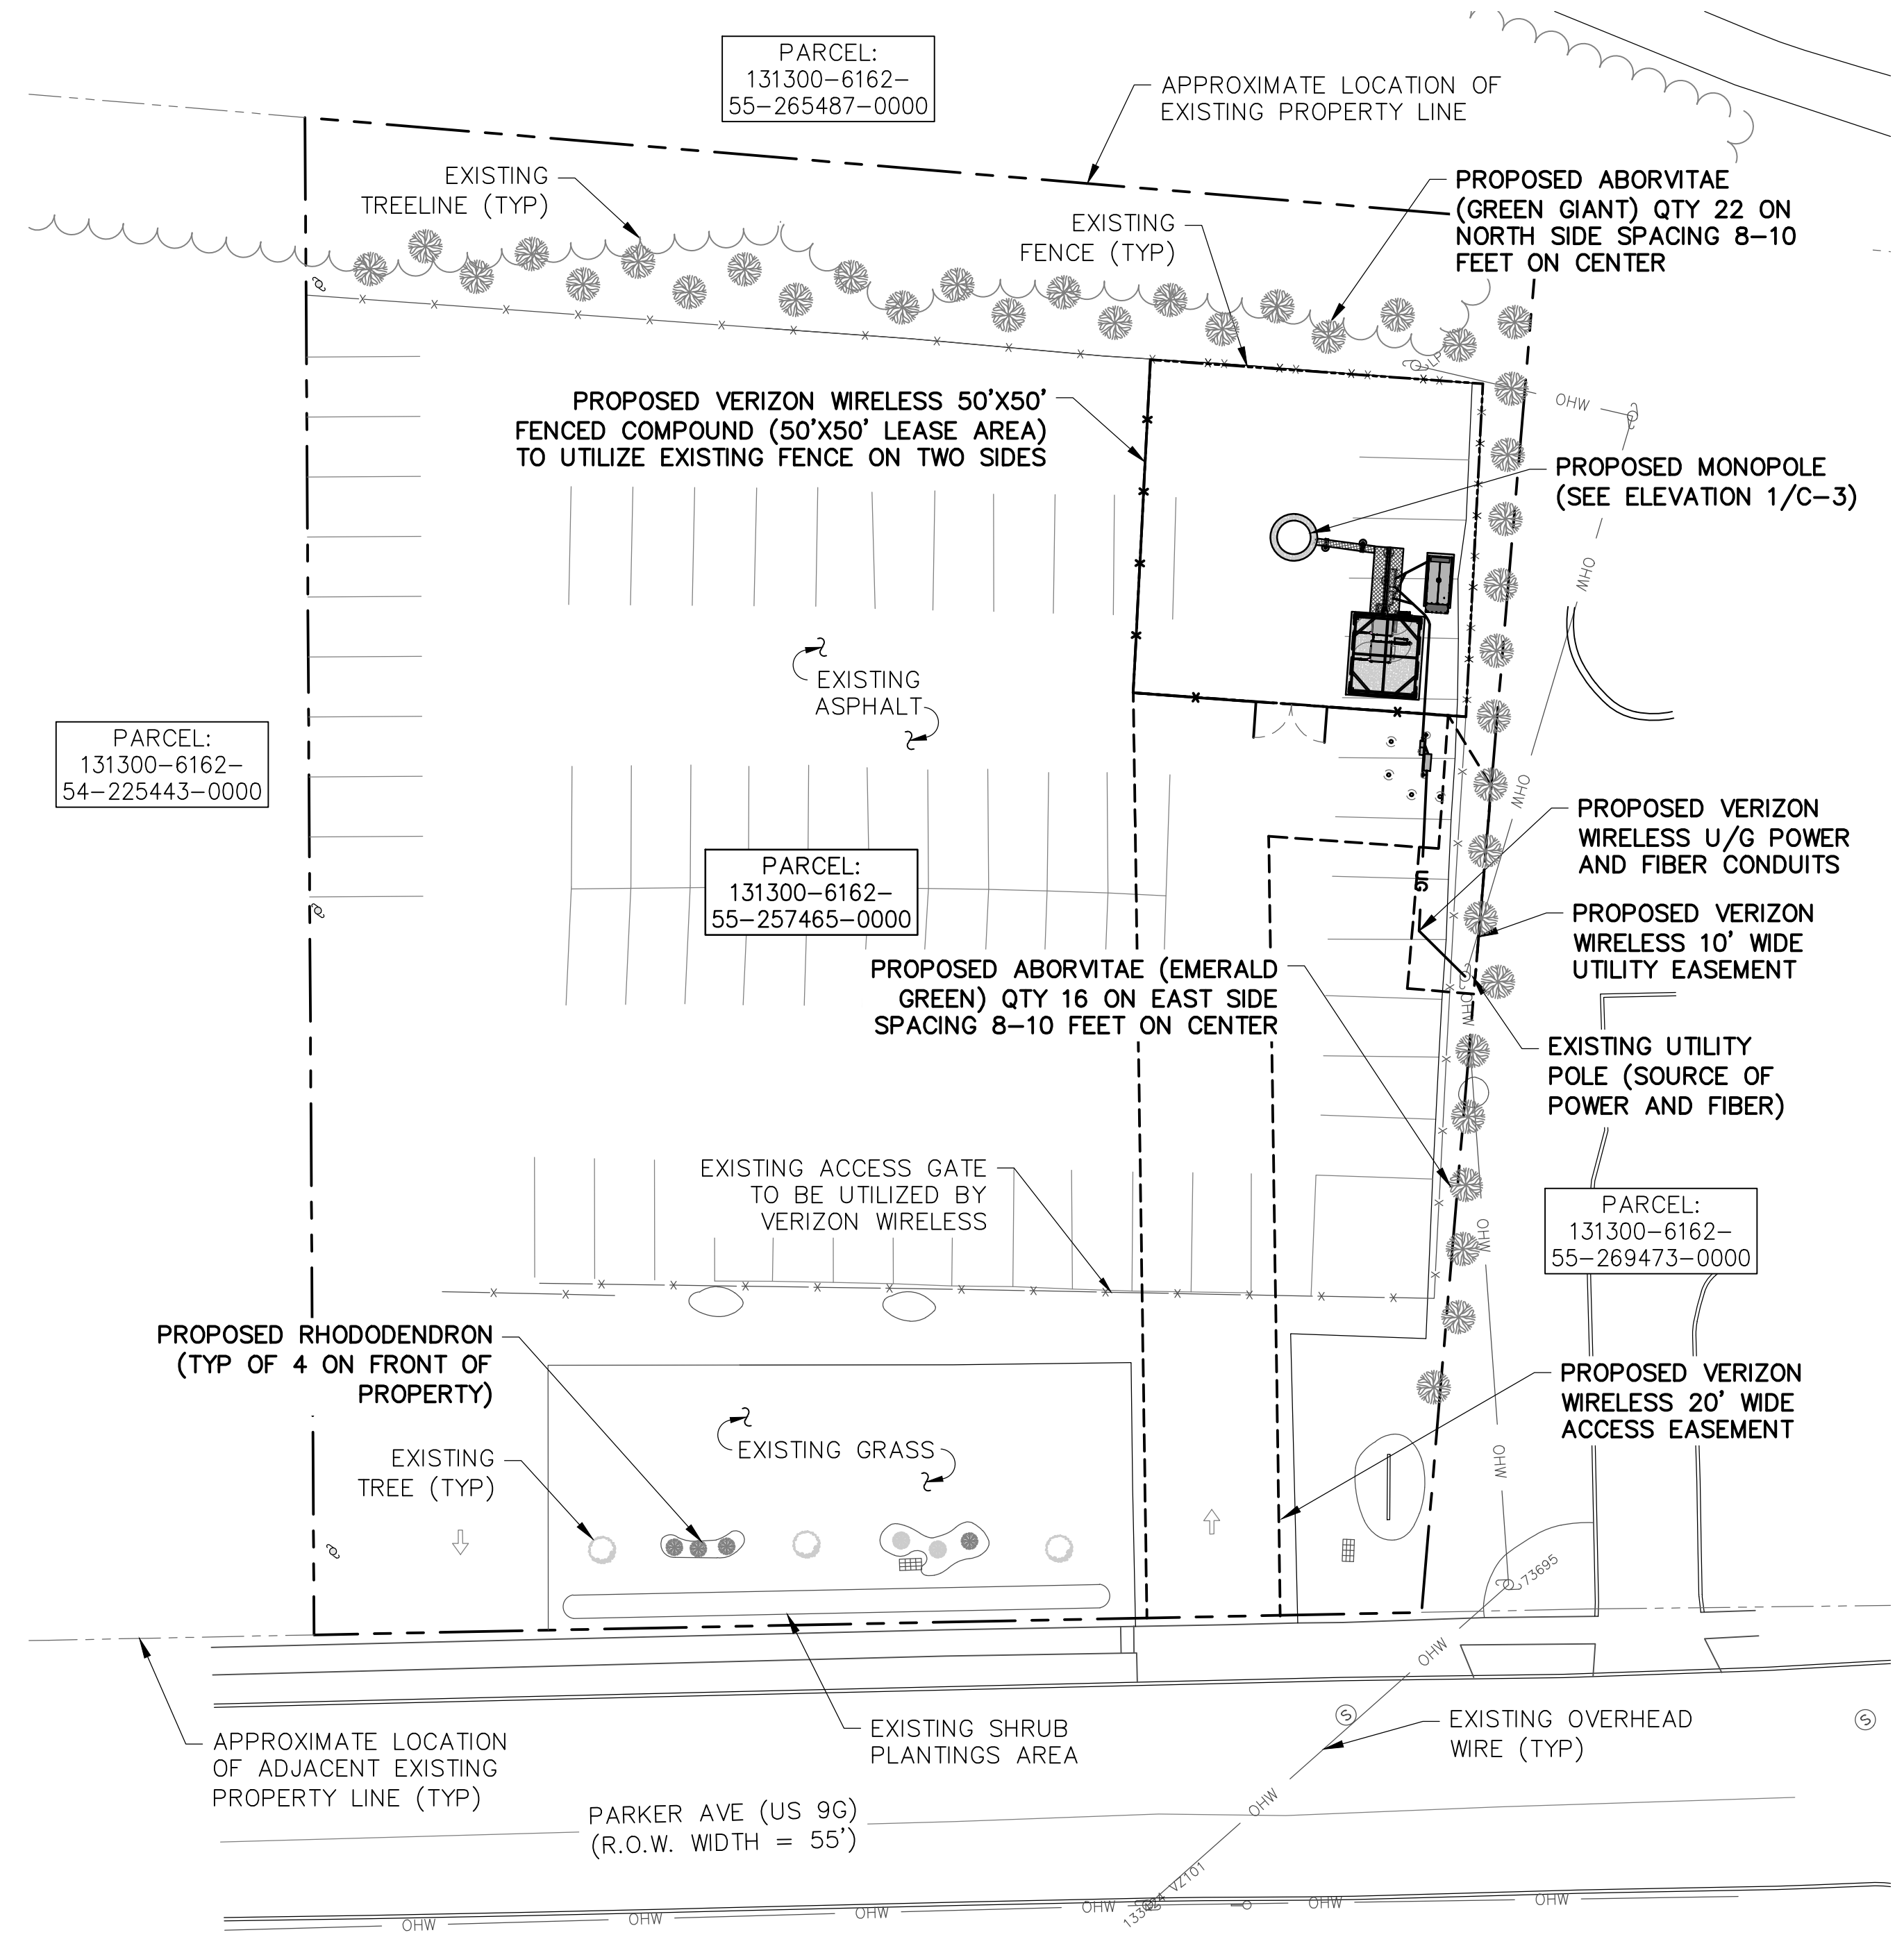 PARCEL:
131300-6162-
55-265487-0000
APPROXIMATE LOCATION OF
EXISTING PROPERTY LINE
EXISTING
TREELINE (TYP)
EXISTING
FENCE (TYP)
PROPOSED ABORVITAE
(GREEN GIANT) QTY 22 ON
NORTH SIDE SPACING 8-10
FEET ON CENTER
LP
OHW
PROPOSED VERIZON WIRELESS 50'X50'
FENCED COMPOUND (50'X50' LEASE AREA)
TO UTILIZE EXISTING FENCE ON TWO SIDES
PROPOSED MONOPOLE
(SEE ELEVATION 1/C-3)
OHW
EXISTING
ASPHALT
PARCEL:
131300-6162-
54-225443-0000
OHW
PROPOSED VERIZON
WIRELESS U/G POWER
AND FIBER CONDUITS
PARCEL:
131300-6162-
55-257465-0000
UG
PROPOSED VERIZON
WIRELESS 10' WIDE
UTILITY EASEMENT
PROPOSED ABORVITAE (EMERALD
GREEN) QTY 16 ON EAST SIDE
SPACING 8-10 FEET ON CENTER
OHW
EXISTING UTILITY
POLE (SOURCE OF
POWER AND FIBER)
EXISTING ACCESS GATE
TO BE UTILIZED BY
VERIZON WIRELESS
OHW
PARCEL:
131300-6162-
55-269473-0000
PROPOSED RHODODENDRON
(TYP OF 4 ON FRONT OF
PROPERTY)
PROPOSED VERIZON
WIRELESS 20' WIDE
ACCESS EASEMENT
EXISTING GRASS
EXISTING
TREE (TYP)
OHW
73695
OHW
APPROXIMATE LOCATION
OF ADJACENT EXISTING
PROPERTY LINE (TYP)
EXISTING SHRUB
PLANTINGS AREA
S
EXISTING OVERHEAD
WIRE (TYP)
S
PARKER AVE (US 9G)
(R.O.W. WIDTH = 55')
OHW
VZ101
OHW
OHW
OHW
OHW
OHW
OHW